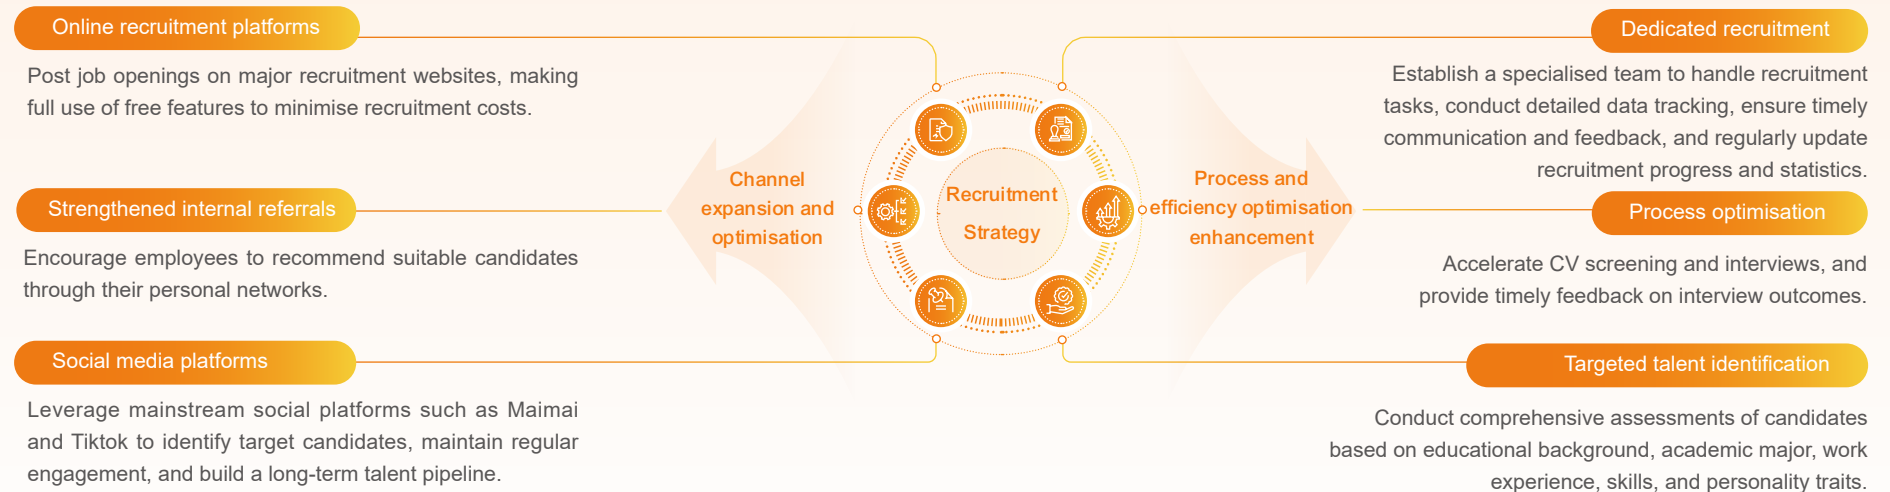 Online recruitment platforms
Post job openings on major recruitment websites, making
full use of free features to minimise recruitment costs.
Strengthened internal referrals
Encourage employees to recommend suitable candidates
through their personal networks.
Social media platforms
Leverage mainstream social platforms such as Maimai
and Tiktok to identify target candidates, maintain regular
engagement, and build a long-term talent pipeline.
Channel
expansion and
optimisation
Recruitment
Strategy
Process and
efficiency optimisation
enhancement
Dedicated recruitment
Establish a specialised team to handle recruitment
tasks, conduct detailed data tracking, ensure timely
communication and feedback, and regularly update
recruitment progress and statistics.
Process optimisation
Accelerate CV screening and interviews, and
provide timely feedback on interview outcomes.
Targeted talent identification
Conduct comprehensive assessments of candidates
based on educational background, academic major, work
experience, skills, and personality traits.